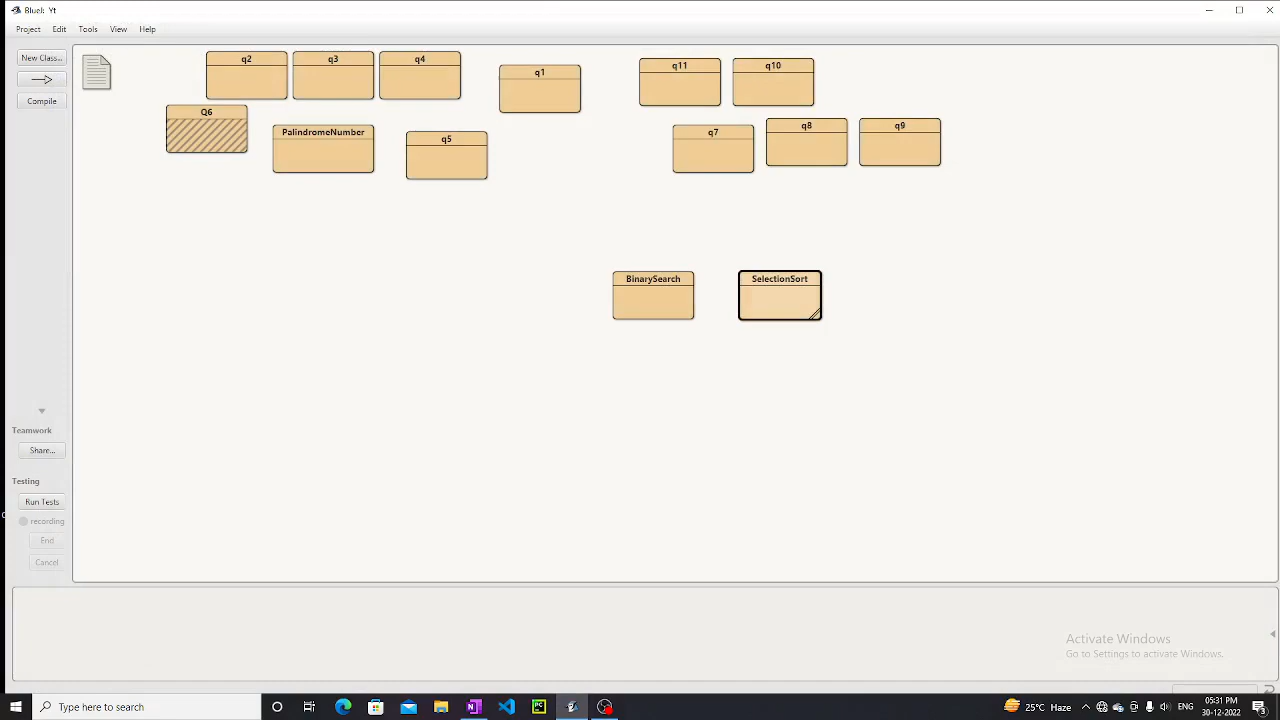 BlueJ: Yt
Project Edit Tools View Help
New Class...
Compile
q2
q3
q4
q1
q11
q10
Q6
PalindromeNumber
q5
q7
q8
q9
BinarySearch
SelectionSort
Teamwork
Share...
Testing
Run Tests
recording
End
Cancel
Activate Windows
Go to Settings to activate Windows.
Type here to search
N
PC
25°C Haze
ENG
05:31 PM
30-12-2022